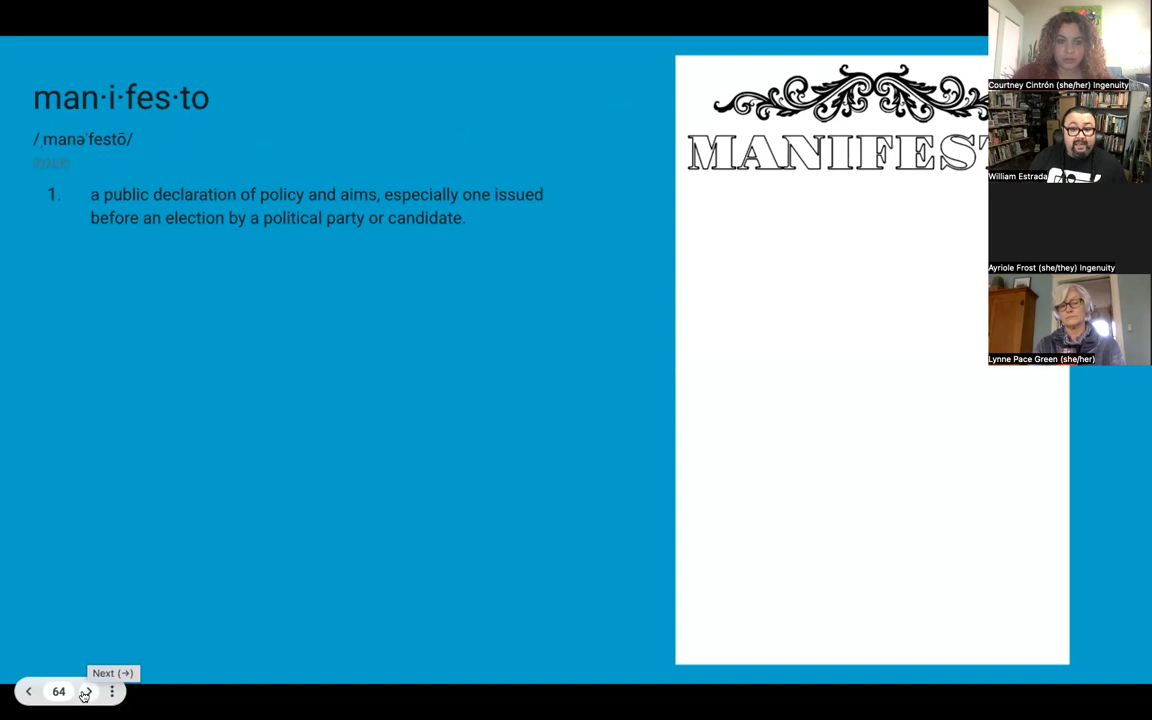 man·i·fes·to
/ˌmanəˈfestō/
noun
1. a public declaration of policy and aims, especially one issued
before an election by a political party or candidate.
MANIFEST
Courtney Cintrón (she/her) Ingenuity
William Estrada
Ayriole Frost (she/they) Ingenuity
Lynne Pace Green (she/her)
Next (→)
64